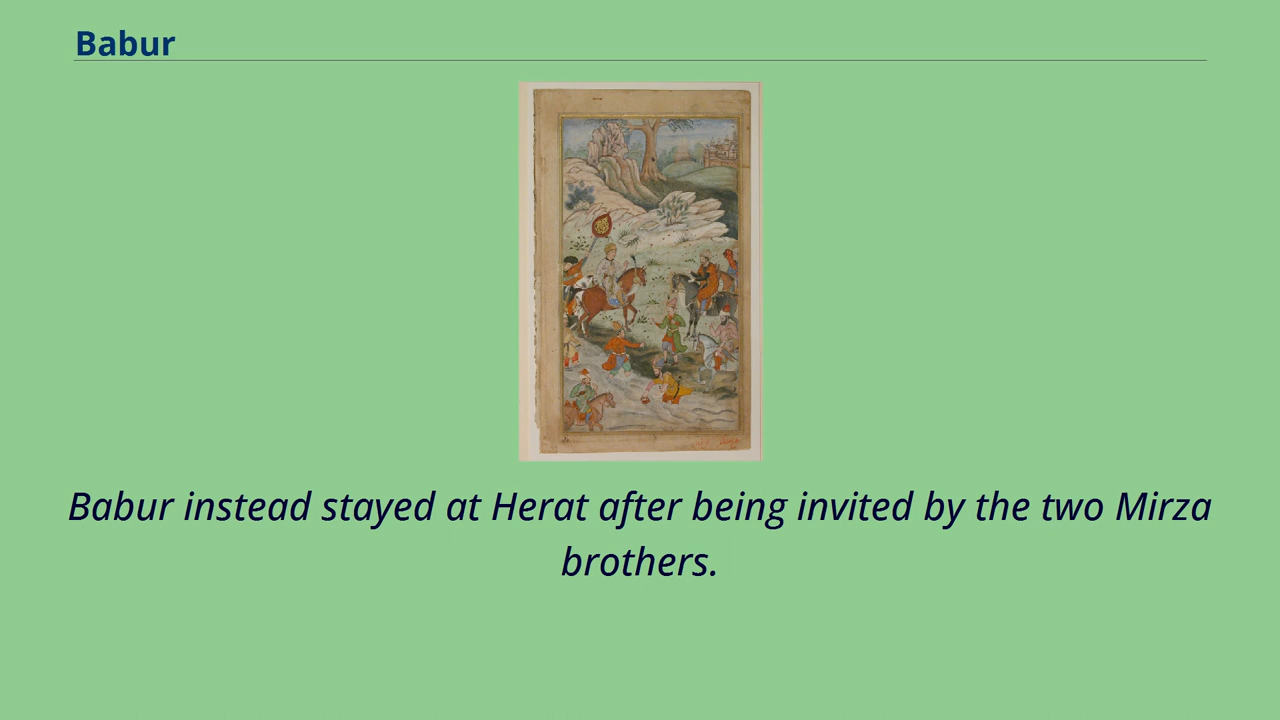 Babur
Babur instead stayed at Herat after being invited by the two Mirza
brothers.